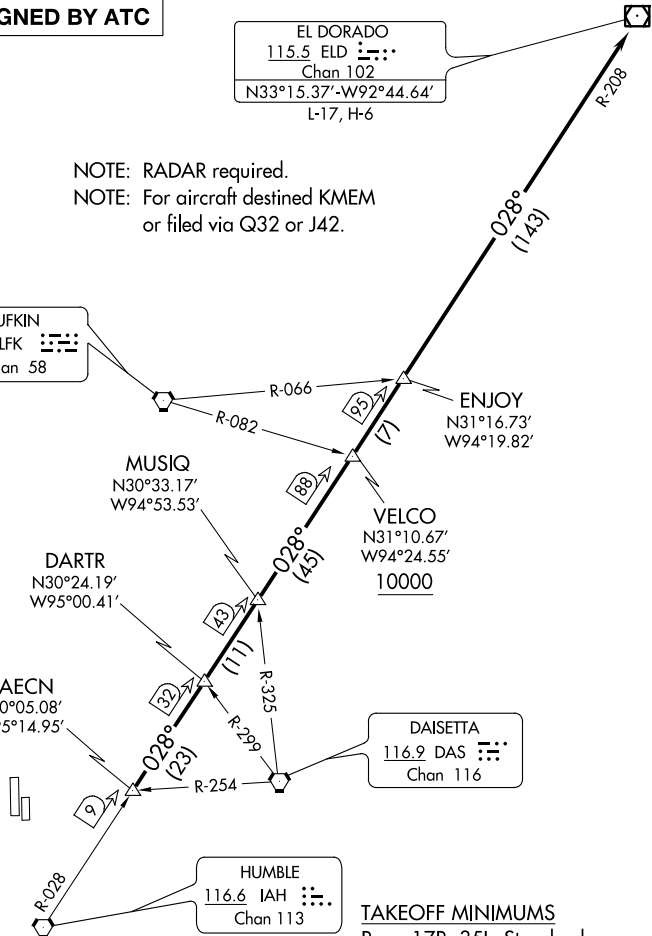 GNED BY ATC
EL DORADO
115.5 ELD
Chan 102
N33°15.37'-W92°44.64'
L-17, H-6
R-208
NOTE: RADAR required.
NOTE: For aircraft destined KMEM
or filed via Q32 or J42.
028°
(143)
UFKIN
LFK
an 58
R-066
R-082
95
(7)
ENJOY
N31°16.73'
W94°19.82'
88
VELCO
N31°10.67'
W94°24.55'
10000
MUSIQ
N30°33.17'
W94°53.53'
028°
(45)
DARTR
N30°24.19'
W95°00.41'
43
(11)
R-325
32
R-299
AECN
0°05.08'
5°14.95'
028°
(23)
R-254
DAISETTA
116.9 DAS
Chan 116
9
R-028
HUMBLE
116.6 IAH
Chan 113
TAKEOFF MINIMUMS